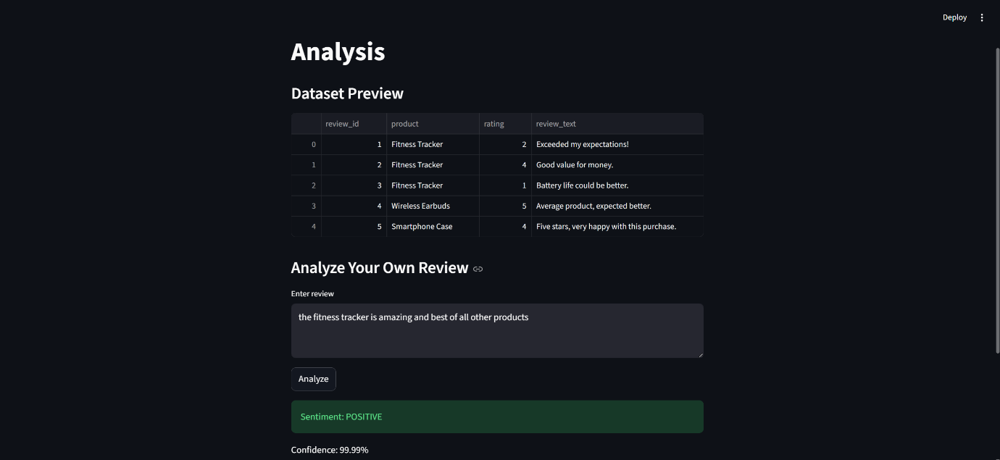 Deploy
Analysis
Dataset Preview
review_id product rating review_text
0 1 Fitness Tracker 2 Exceeded my expectations!
1 2 Fitness Tracker 4 Good value for money.
2 3 Fitness Tracker 1 Battery life could be better.
3 4 Wireless Earbuds 5 Average product, expected better.
4 5 Smartphone Case 4 Five stars, very happy with this purchase.
Analyze Your Own Review
Enter review
the fitness tracker is amazing and best of all other products
Analyze
Sentiment: POSITIVE
Confidence: 99.99%